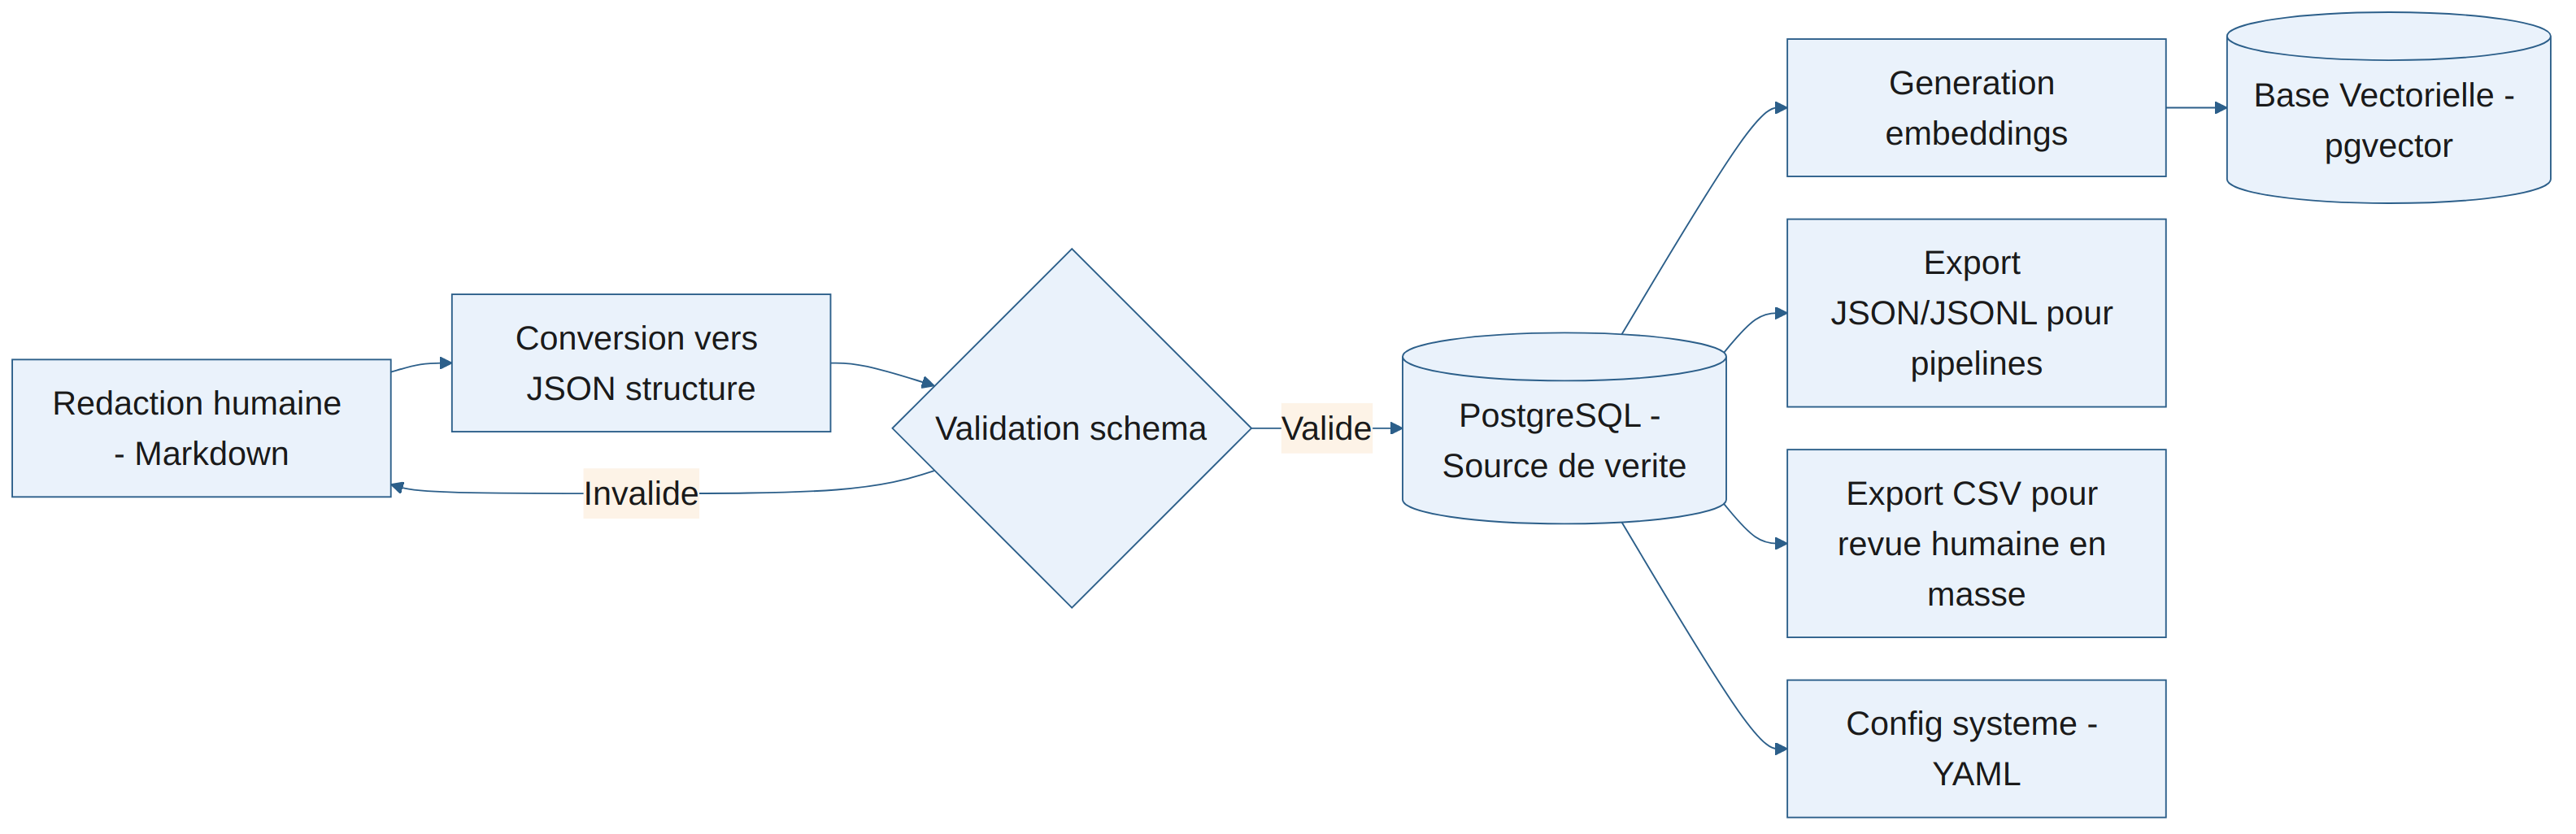 Redaction humaine
- Markdown
Conversion vers
JSON structure
Validation schema
Invalide
Valide
PostgreSQL -
Source de verite
Generation
embeddings
Base Vectorielle -
pgvector
Export
JSON/JSONL pour
pipelines
Export CSV pour
revue humaine en
masse
Config systeme -
YAML